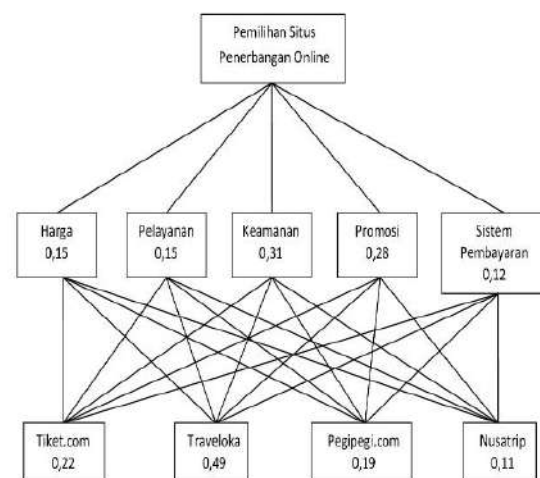 Pemilihan Situs
Penerbangan Online
Harga
0,15
Pelayanan
0,15
Keamanan
0,31
Promosi
0,28
Sistem
Pembayaran
0,12
Tiket.com
0,22
Traveloka
0,49
Pegipegi.com
0,19
Nusatrip
0,11